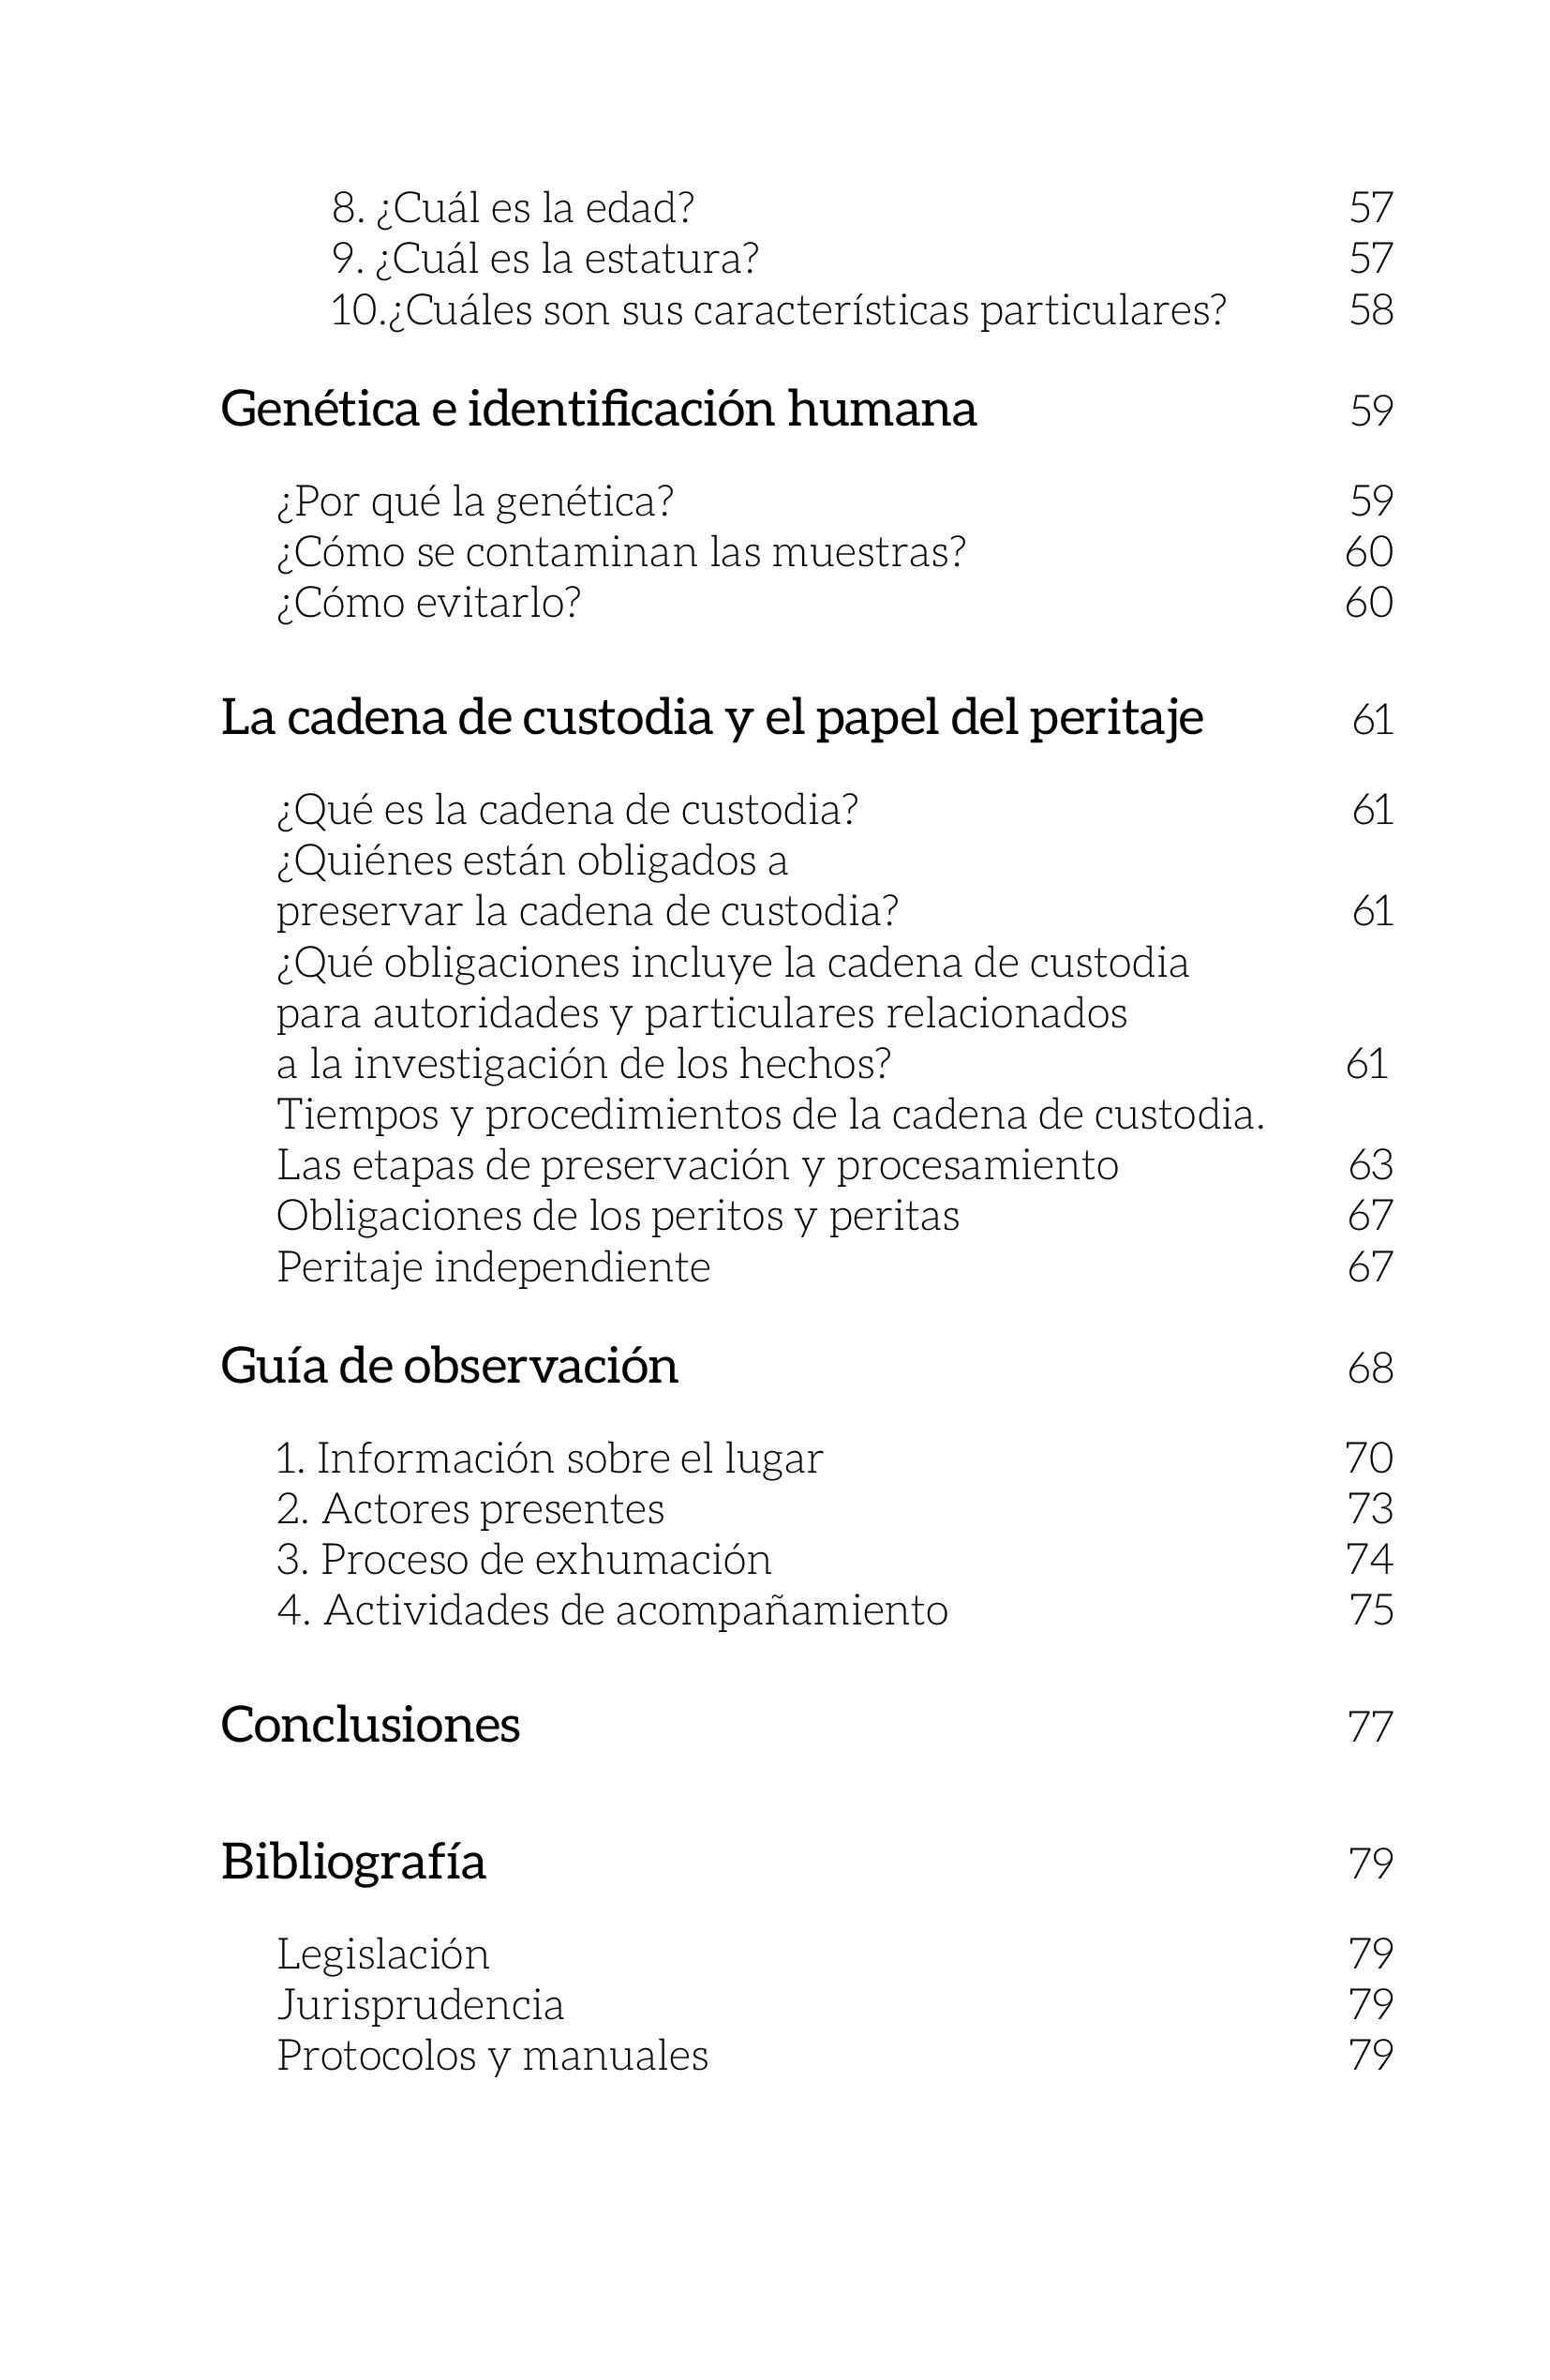 8. ¿Cuál es la edad? 57
9. ¿Cuál es la estatura? 57
10.¿Cuáles son sus características particulares? 58
Genética e identificación humana 59
¿Por qué la genética? 59
¿Cómo se contaminan las muestras? 60
¿Cómo evitarlo? 60
La cadena de custodia y el papel del peritaje 61
¿Qué es la cadena de custodia? 61
¿Quiénes están obligados a
preservar la cadena de custodia? 61
¿Qué obligaciones incluye la cadena de custodia
para autoridades y particulares relacionados
a la investigación de los hechos? 61
Tiempos y procedimientos de la cadena de custodia.
Las etapas de preservación y procesamiento 63
Obligaciones de los peritos y peritas 67
Peritaje independiente 67
Guía de observación 68
1. Información sobre el lugar 70
2. Actores presentes 73
3. Proceso de exhumación 74
4. Actividades de acompañamiento 75
Conclusiones 77
Bibliografía 79
Legislación 79
Jurisprudencia 79
Protocolos y manuales 79